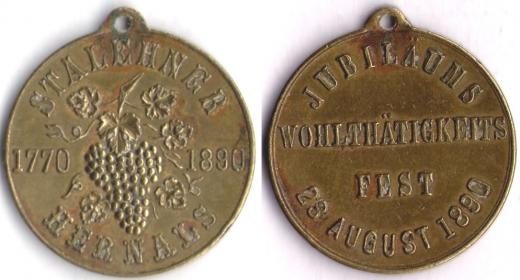 STALEHNER
1770 1890
HERNALS
JUBILÄUMS
WOHLTHÄTIGKEITS
FEST
28 AUGUST 1890